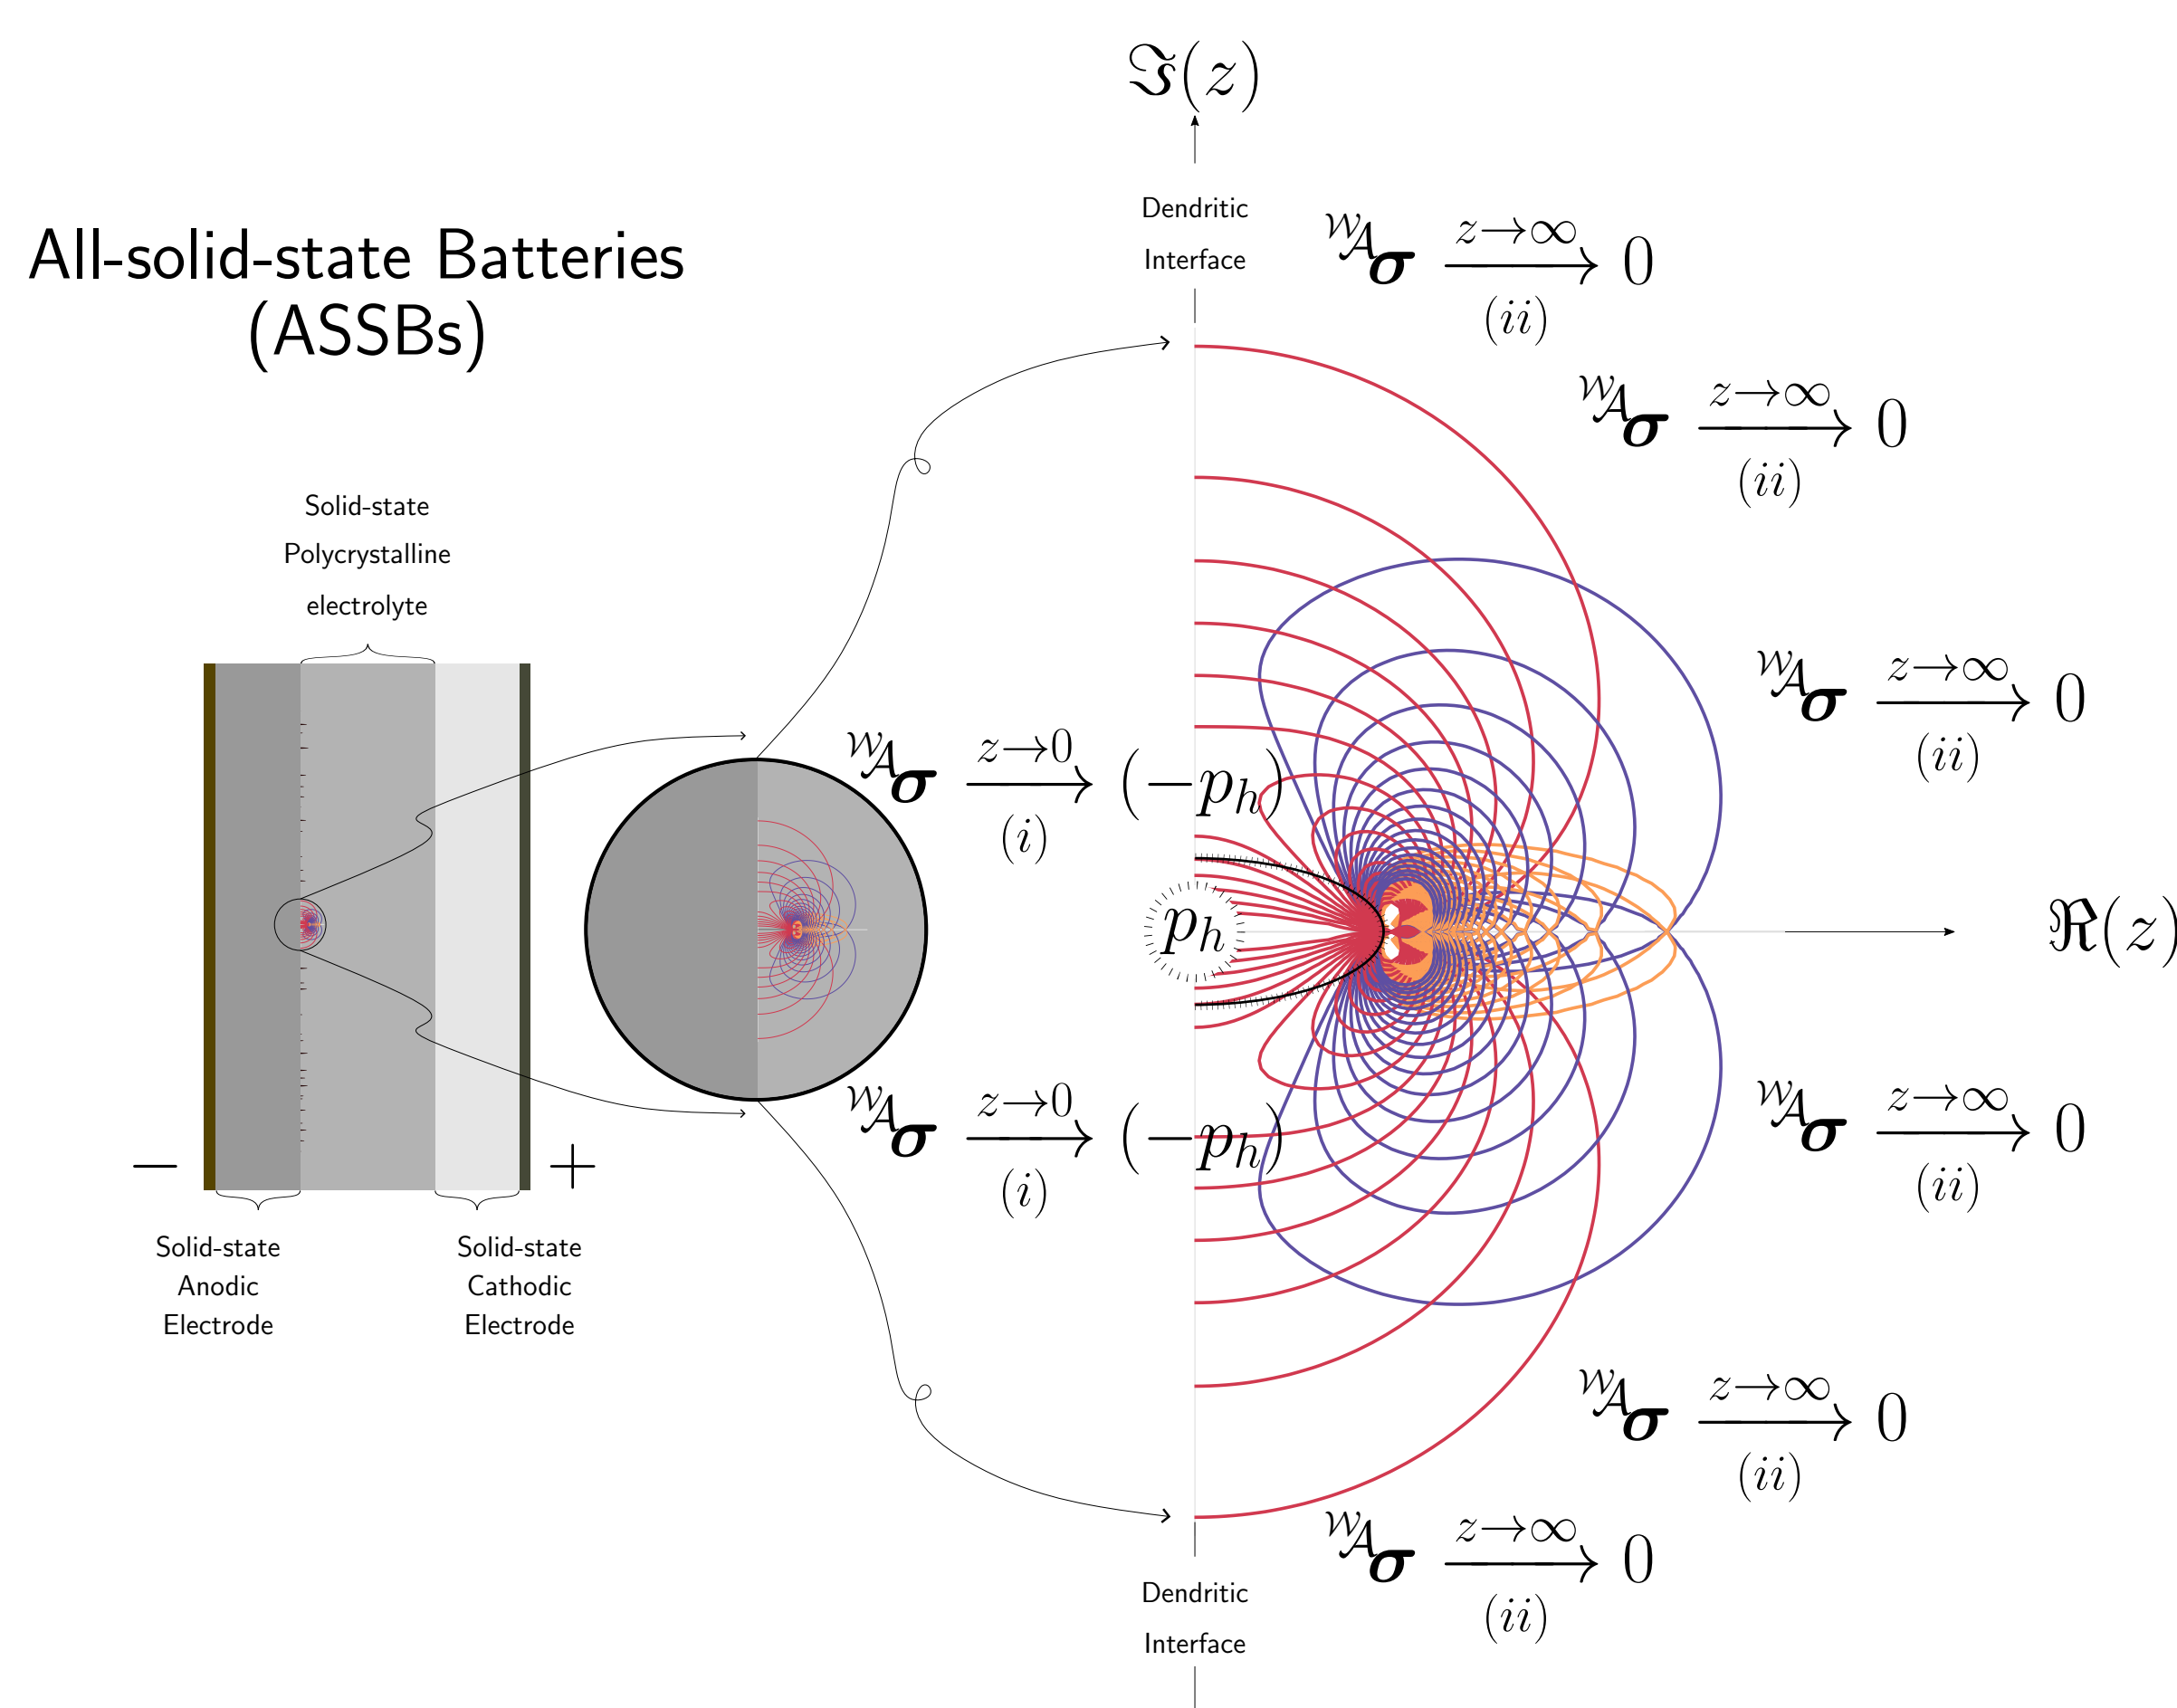 All-solid-state Batteries
(ASSBs)
Solid-state
Polycrystalline
electrolyte
−
+
Solid-state
Anodic
Electrode
Solid-state
Cathodic
Electrode
ℑ(z)
Dendritic
Interface
𝒲𝒜σ z→∞ 0
(ii)
𝒲𝒜σ z→∞ 0
(ii)
𝒲𝒜σ z→∞ 0
(ii)
𝒲𝒜σ z→0 (−pₕ)
(i)
pₕ
ℜ(z)
𝒲𝒜σ z→0 (−pₕ)
(i)
𝒲𝒜σ z→∞ 0
(ii)
𝒲𝒜σ z→∞ 0
(ii)
𝒲𝒜σ z→∞ 0
(ii)
Dendritic
Interface